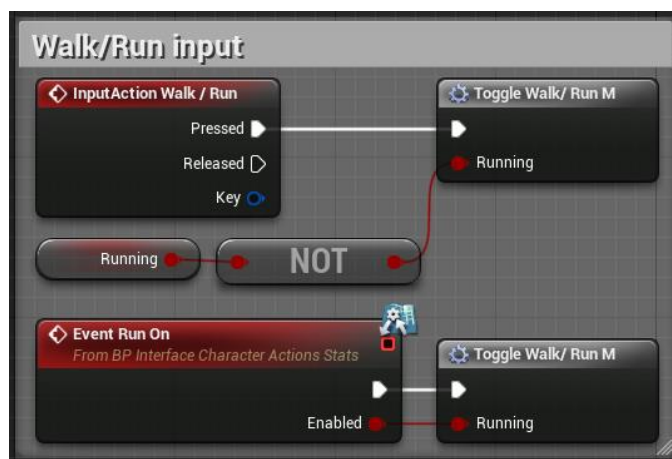 Walk/Run input
InputAction Walk / Run
Pressed
Released
Key
Toggle Walk/ Run M
Running
Running
NOT
Event Run On
From BP Interface Character Actions Stats
Enabled
Toggle Walk/ Run M
Running